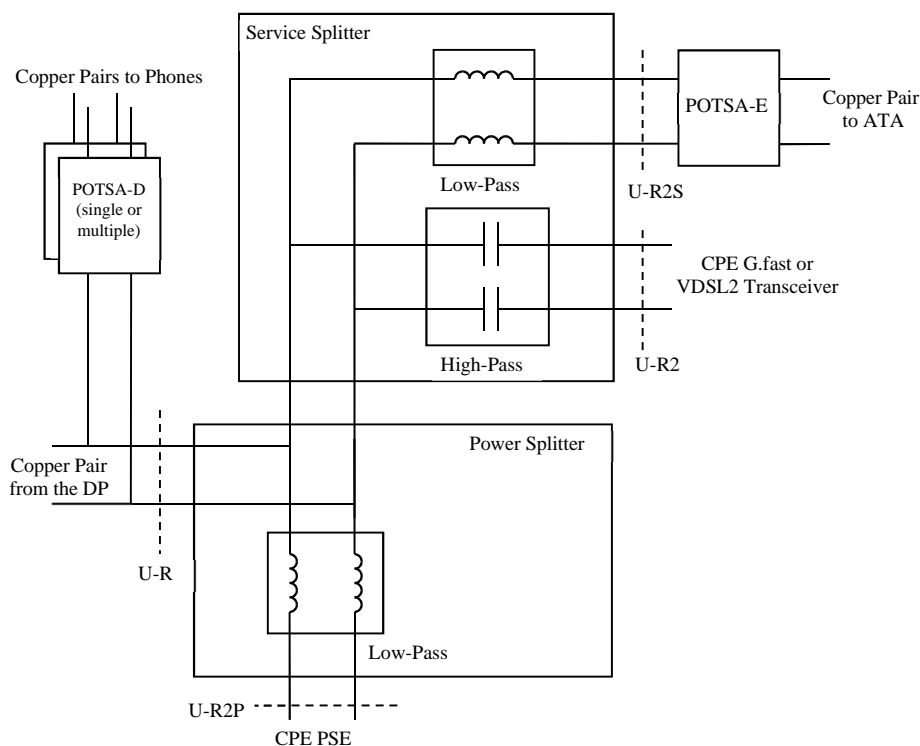 Service Splitter
Copper Pairs to Phones
POTSA-D
(single or
multiple)
Low-Pass
U-R2S
POTSA-E
Copper Pair
to ATA
High-Pass
U-R2
CPE G.fast or
VDSL2 Transceiver
Power Splitter
Copper Pair
from the DP
U-R
Low-Pass
U-R2P
CPE PSE